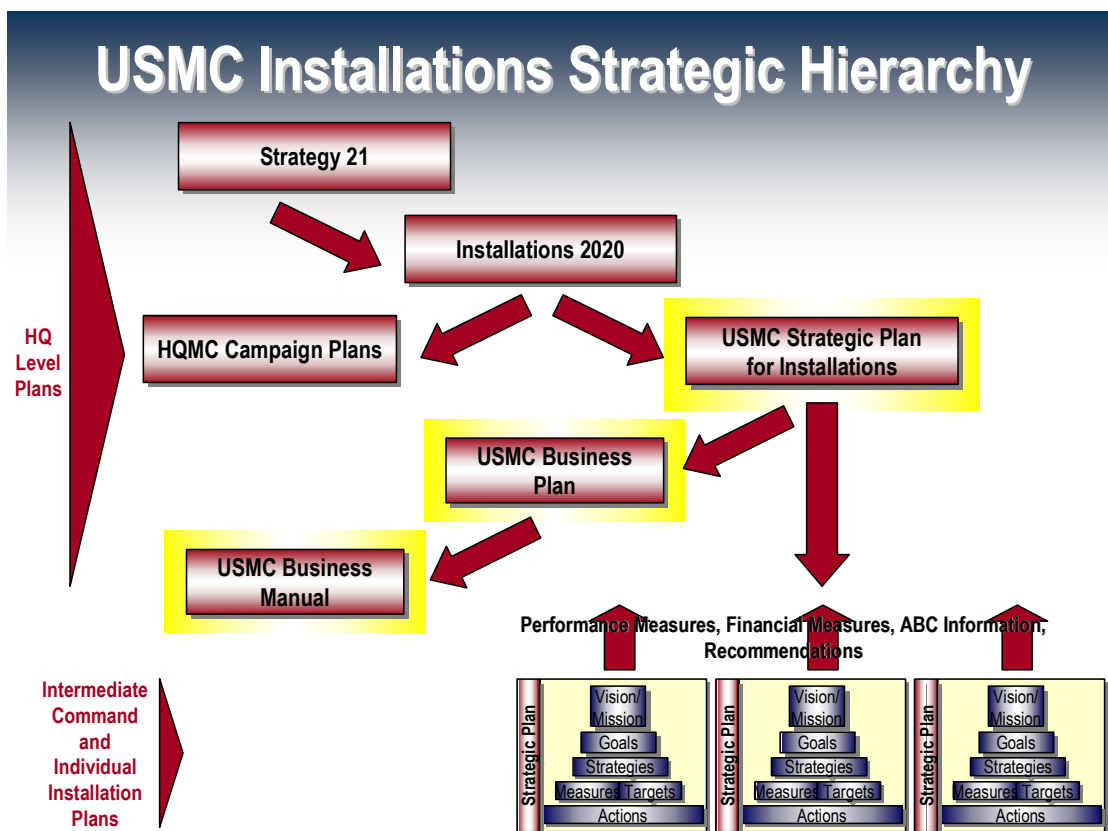 USMC Installations Strategic Hierarchy
Strategy 21
Installations 2020
HQ
Level
Plans
HQMC Campaign Plans
USMC Strategic Plan
for Installations
USMC Business
Plan
USMC Business
Manual
Performance Measures, Financial Measures, ABC Information,
Recommendations
Intermediate
Command
and
Individual
Installation
Plans
Strategic Plan
Vision/
Mission
Goals
Strategies
Measures Targets
Actions
Strategic Plan
Vision/
Mission
Goals
Strategies
Measures Targets
Actions
Strategic Plan
Vision/
Mission
Goals
Strategies
Measures Targets
Actions